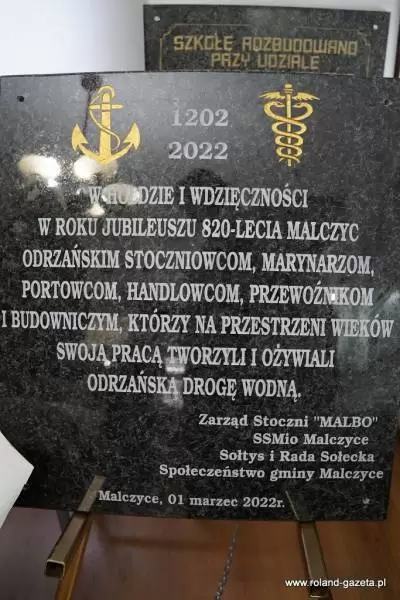 SZKOŁĘ ROZBUDOWANO
PRZY UDZIALE
1202
2022
W HOŁDZIE I WDZIĘCZNOŚCI
W ROKU JUBILEUSZU 820-LECIA MALCZYC
ODRZAŃSKIM STOCZNIOWCOM, MARYNARZOM,
PORTOWCOM, HANDLOWCOM, PRZEWOŹNIKOM
I BUDOWNICZYM, KTÓRZY NA PRZESTRZENI WIEKÓW
SWOJĄ PRACĄ TWORZYLI I OŻYWIALI
ODRZAŃSKĄ DROGĘ WODNĄ.
Zarząd Stoczni "MALBO"
SSMio Malczyce
Sołtys i Rada Sołecka
Społeczeństwo gminy Malczyce
Malczyce, 01 marzec 2022r.
www.roland-gazeta.pl